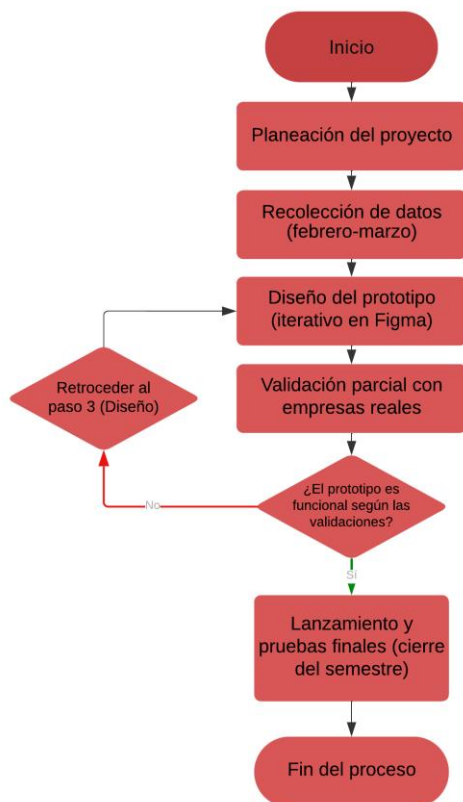 Inicio
Planeación del proyecto
Recolección de datos
(febrero-marzo)
Diseño del prototipo
(iterativo en Figma)
Retroceder al
paso 3 (Diseño)
Validación parcial con
empresas reales
¿El prototipo es
funcional según las
validaciones?
No
Sí
Lanzamiento y
pruebas finales (cierre
del semestre)
Fin del proceso